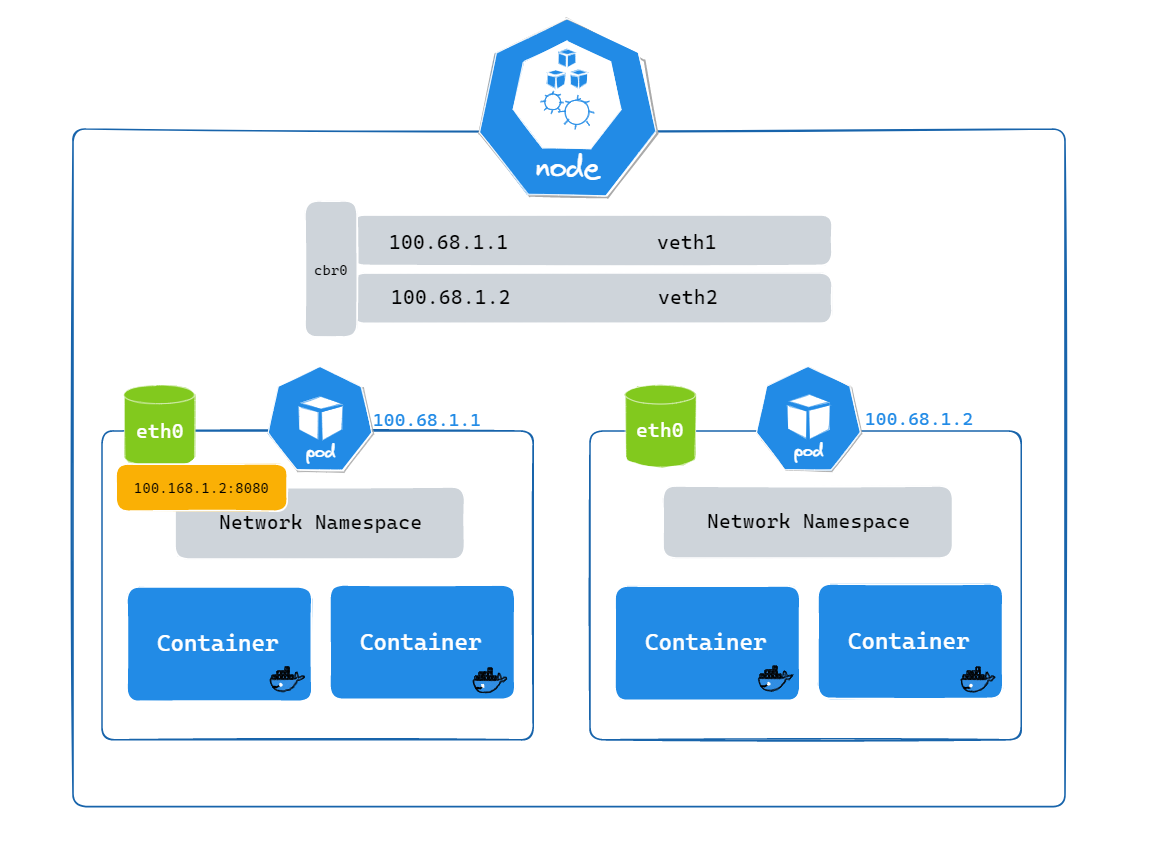 node
cbr0
100.68.1.1 veth1
100.68.1.2 veth2
eth0
pod
100.68.1.1
100.168.1.2:8080
Network Namespace
Container
Container
eth0
pod
100.68.1.2
Network Namespace
Container
Container